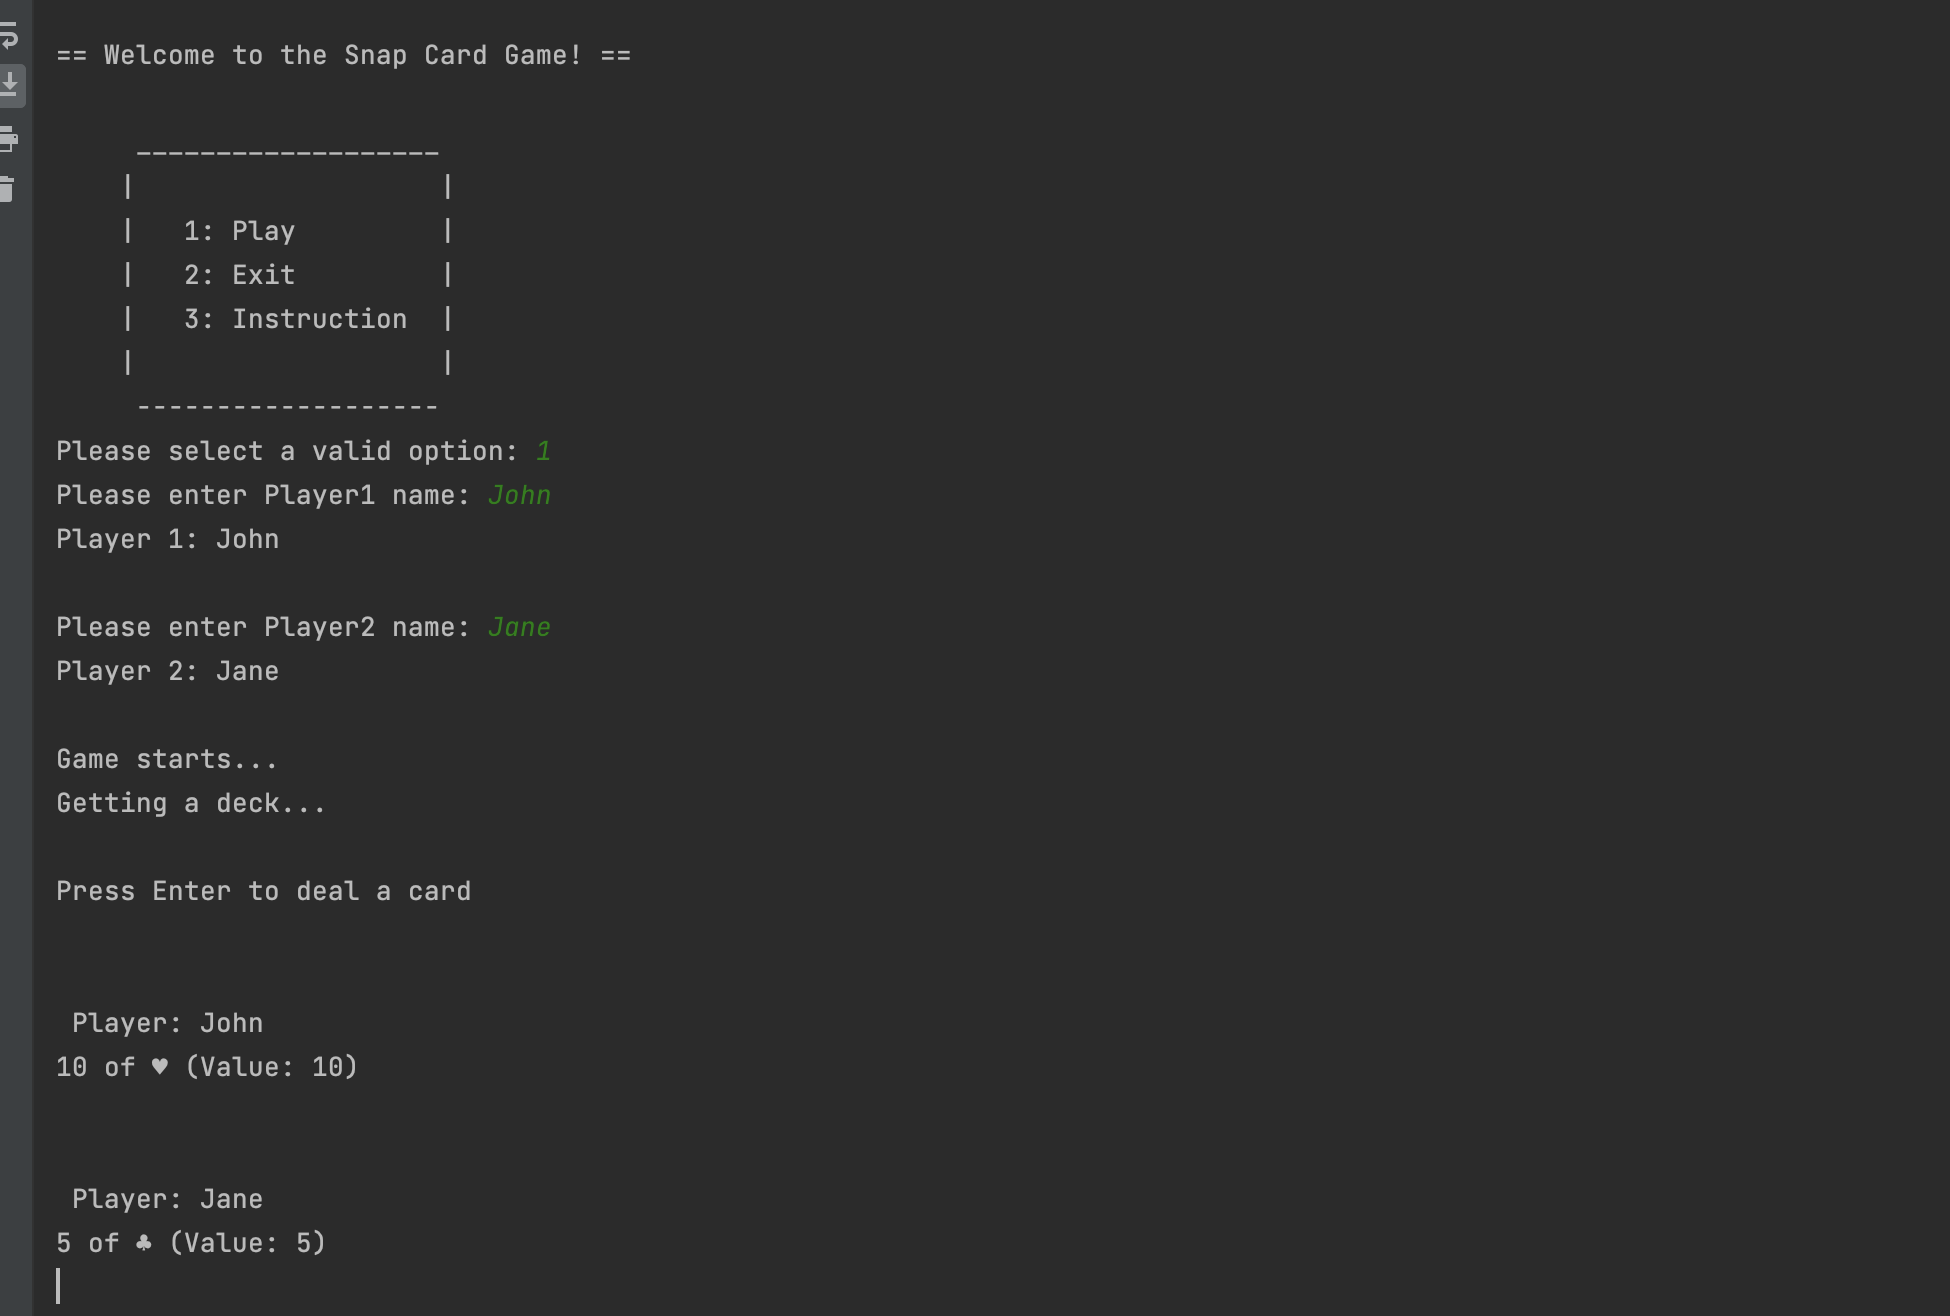 == Welcome to the Snap Card Game! ==
___________________
|                   |
|   1: Play         |
|   2: Exit         |
|   3: Instruction  |
|                   |
-------------------
Please select a valid option: 1
Please enter Player1 name: John
Player 1: John
Please enter Player2 name: Jane
Player 2: Jane
Game starts...
Getting a deck...
Press Enter to deal a card
Player: John
10 of ♥ (Value: 10)
Player: Jane
5 of ♣ (Value: 5)